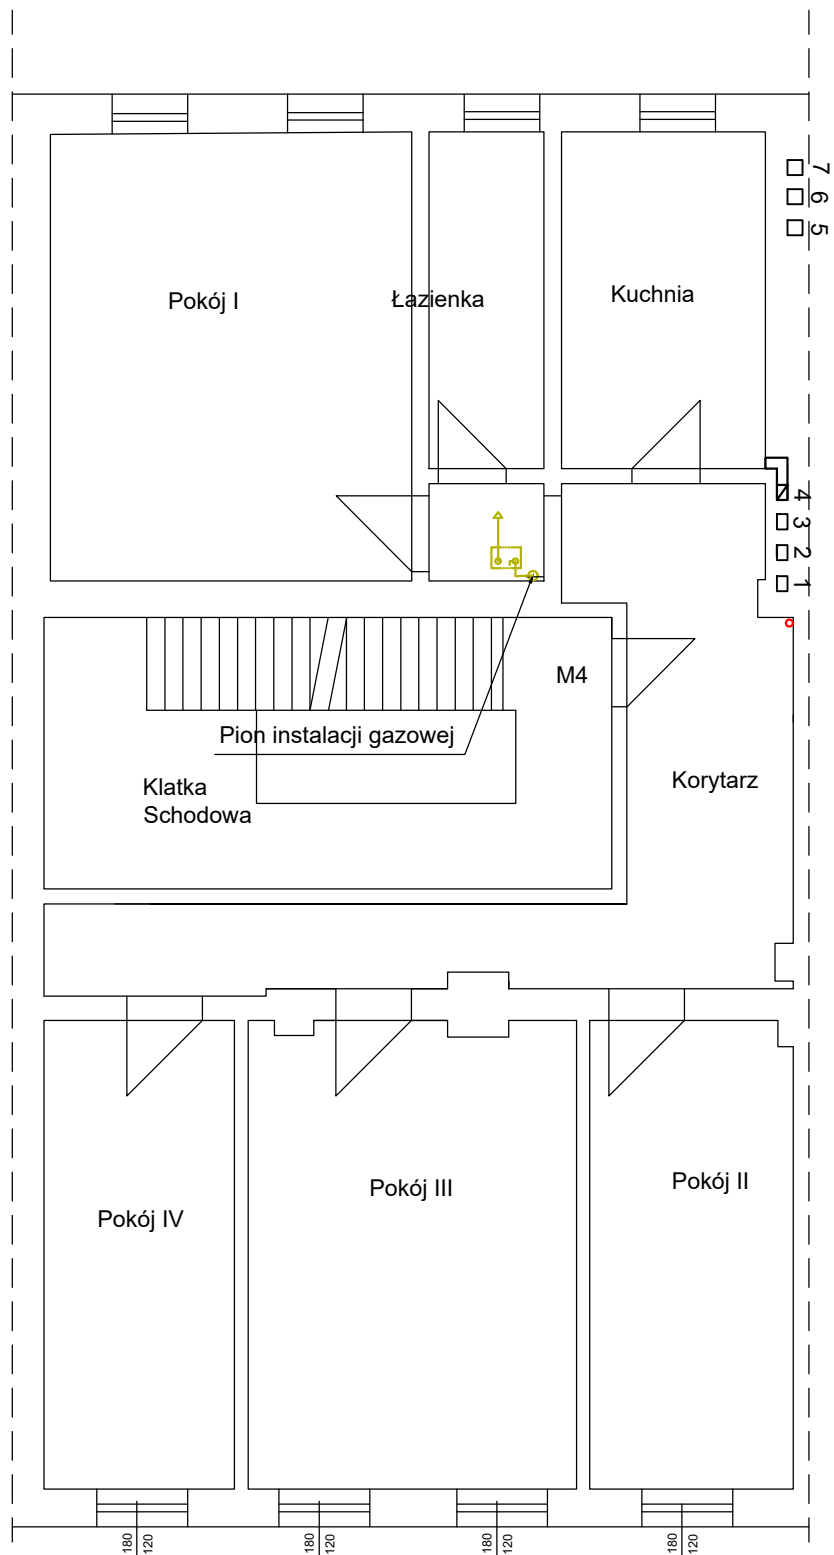 7
6
5
Pokój I
Łazienka
Kuchnia
4
3
2
1
M4
Pion instalacji gazowej
Klatka
Schodowa
Korytarz
Pokój IV
Pokój III
Pokój II
180
120
180
120
180
120
180
120